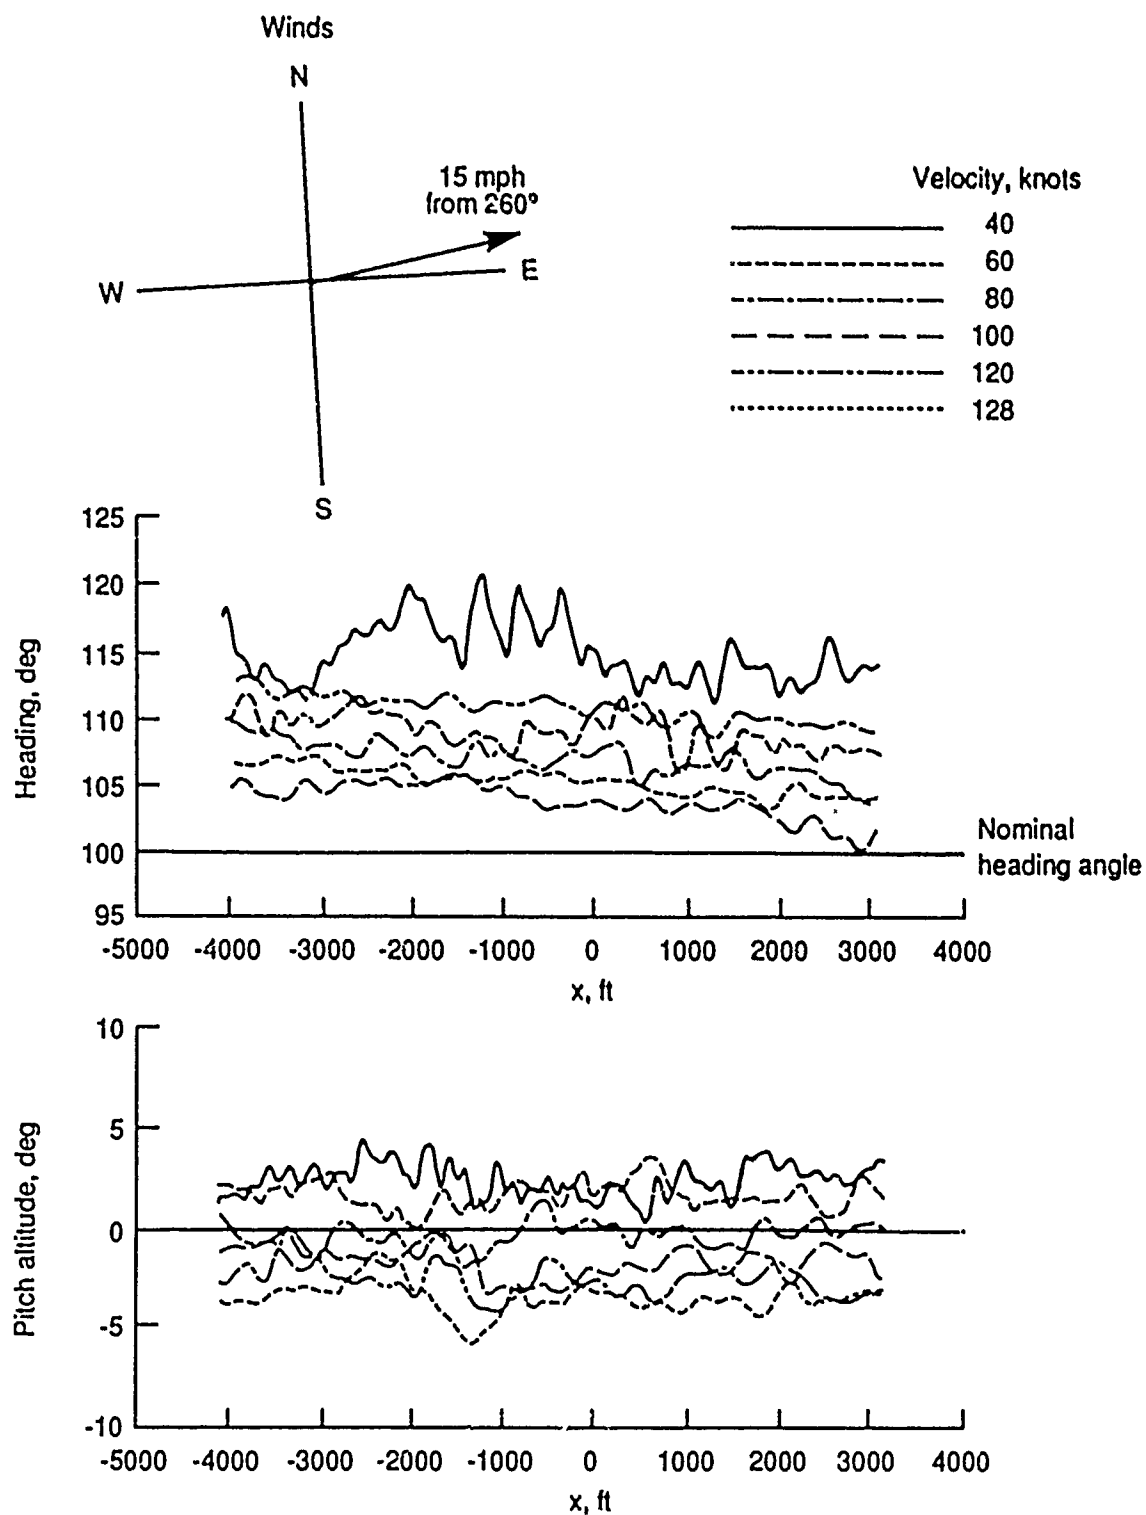 Winds
N
15 mph
from 260°
W
E
S
Velocity, knots
40
60
80
100
120
128
125
120
115
110
105
100
95
Heading, deg
Nominal
heading angle
-5000 -4000 -3000 -2000 -1000 0 1000 2000 3000 4000
x, ft
10
5
0
-5
-10
Pitch altitude, deg
-5000 -4000 -3000 -2000 -1000 0 1000 2000 3000 4000
x, ft